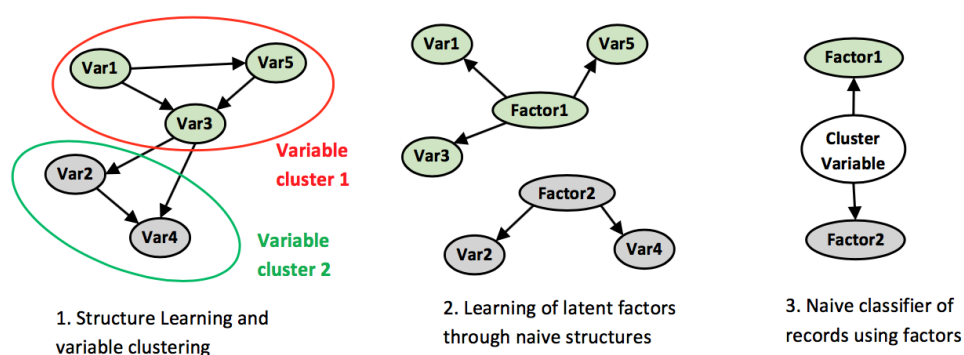 Var1
Var5
Var3
Variable
cluster 1
Var2
Var4
Variable
cluster 2
1. Structure Learning and
variable clustering
Var1
Var5
Factor1
Var3
Factor2
Var2
Var4
2. Learning of latent factors
through naive structures
Factor1
Cluster
Variable
Factor2
3. Naive classifier of
records using factors